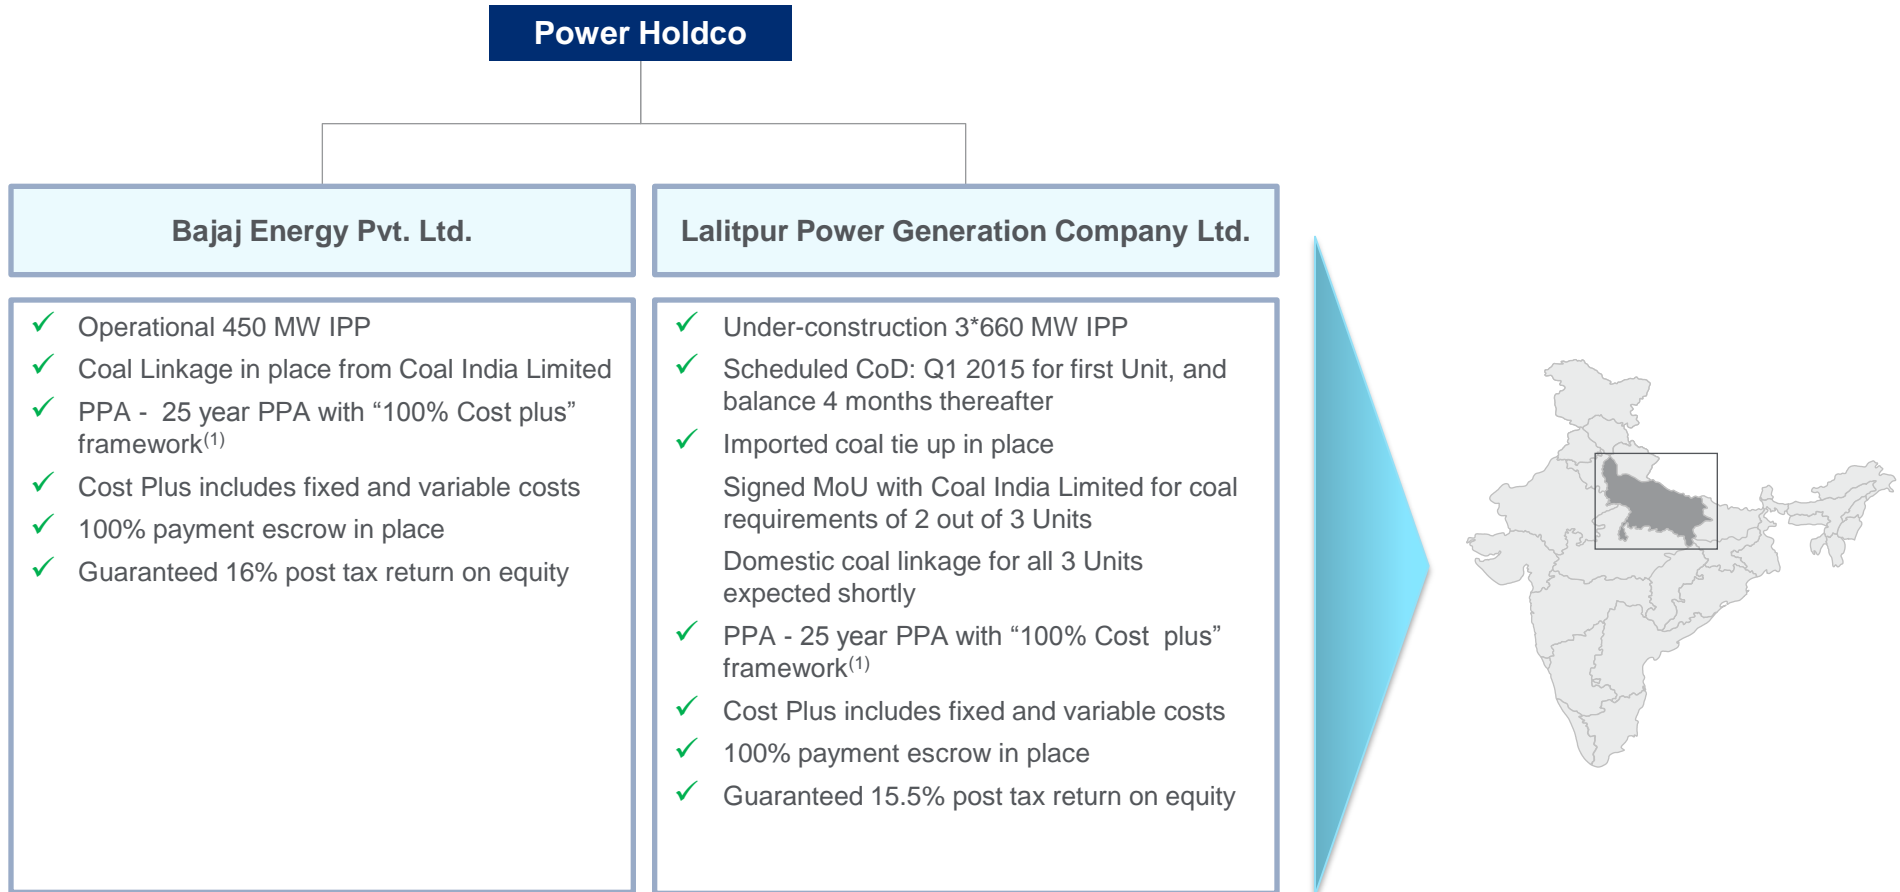 Power Holdco
Bajaj Energy Pvt. Ltd.
Operational 450 MW IPP
Coal Linkage in place from Coal India Limited
PPA - 25 year PPA with “100% Cost plus”
framework(1)
Cost Plus includes fixed and variable costs
100% payment escrow in place
Guaranteed 16% post tax return on equity
Lalitpur Power Generation Company Ltd.
Under-construction 3*660 MW IPP
Scheduled CoD: Q1 2015 for first Unit, and
balance 4 months thereafter
Imported coal tie up in place
Signed MoU with Coal India Limited for coal
requirements of 2 out of 3 Units
Domestic coal linkage for all 3 Units
expected shortly
PPA - 25 year PPA with “100% Cost plus”
framework(1)
Cost Plus includes fixed and variable costs
100% payment escrow in place
Guaranteed 15.5% post tax return on equity